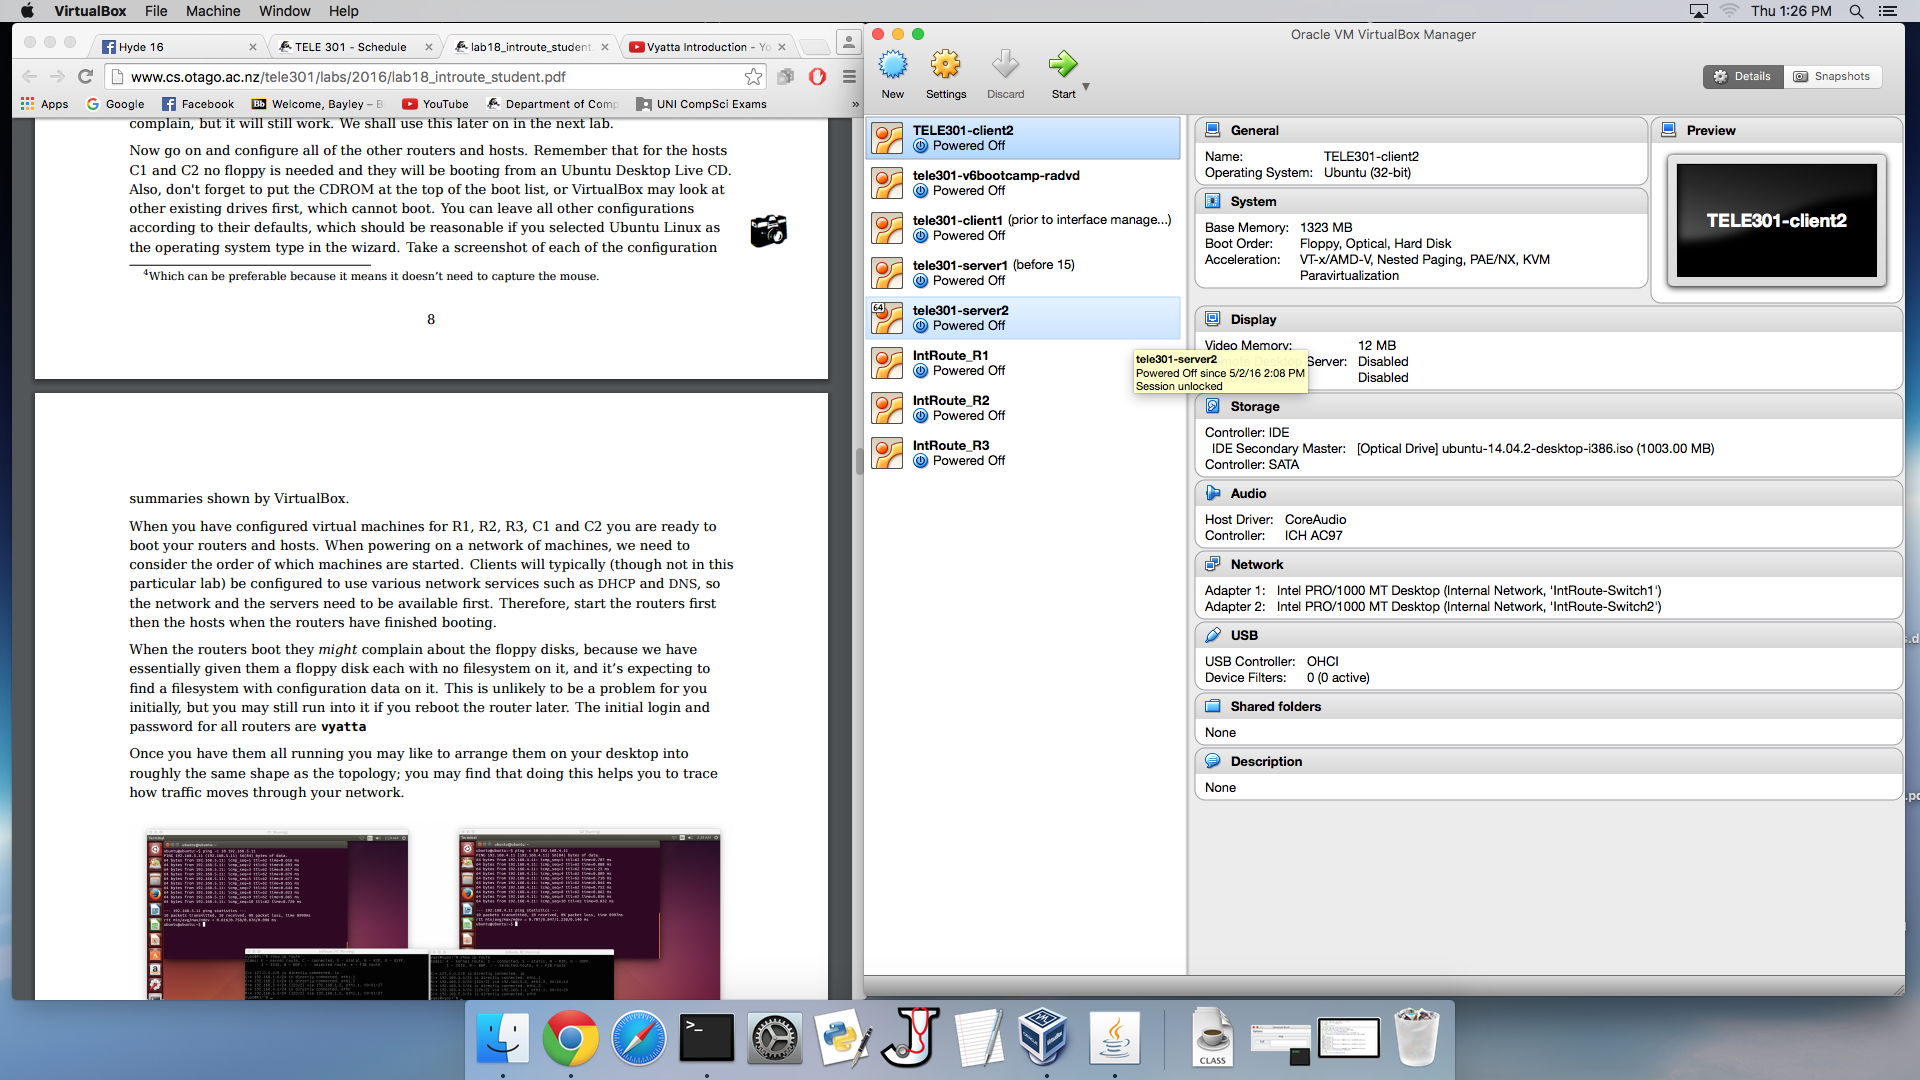 VirtualBox File Machine Window Help
Thu 1:26 PM
Hyde 16
TELE 301 - Schedule
lab18_introute_student.
Vyatta Introduction - Yo
www.cs.otago.ac.nz/tele301/labs/2016/lab18_introute_student.pdf
Apps Google Facebook Welcome, Bayley – B YouTube Department of Comp UNI CompSci Exams »
complain, but it will still work. We shall use this later on in the next lab.
Now go on and configure all of the other routers and hosts. Remember that for the hosts
C1 and C2 no floppy is needed and they will be booting from an Ubuntu Desktop Live CD.
Also, don't forget to put the CDROM at the top of the boot list, or VirtualBox may look at
other existing drives first, which cannot boot. You can leave all other configurations
according to their defaults, which should be reasonable if you selected Ubuntu Linux as
the operating system type in the wizard. Take a screenshot of each of the configuration
4Which can be preferable because it means it doesn't need to capture the mouse.
8
summaries shown by VirtualBox.
When you have configured virtual machines for R1, R2, R3, C1 and C2 you are ready to
boot your routers and hosts. When powering on a network of machines, we need to
consider the order of which machines are started. Clients will typically (though not in this
particular lab) be configured to use various network services such as DHCP and DNS, so
the network and the servers need to be available first. Therefore, start the routers first
then the hosts when the routers have finished booting.
When the routers boot they might complain about the floppy disks, because we have
essentially given them a floppy disk each with no filesystem on it, and it's expecting to
find a filesystem with configuration data on it. This is unlikely to be a problem for you
initially, but you may still run into it if you reboot the router later. The initial login and
password for all routers are vyatta
Once you have them all running you may like to arrange them on your desktop into
roughly the same shape as the topology; you may find that doing this helps you to trace
how traffic moves through your network.
Oracle VM VirtualBox Manager
New Settings Discard Start
Details Snapshots
TELE301-client2
Powered Off
tele301-v6bootcamp-radvd
Powered Off
tele301-client1 (prior to interface manage...)
Powered Off
tele301-server1 (before 15)
Powered Off
64
tele301-server2
Powered Off
IntRoute_R1
Powered Off
IntRoute_R2
Powered Off
IntRoute_R3
Powered Off
tele301-server2
Powered Off since 5/2/16 2:08 PM
Session unlocked
General
Name: TELE301-client2
Operating System: Ubuntu (32-bit)
System
Base Memory: 1323 MB
Boot Order: Floppy, Optical, Hard Disk
Acceleration: VT-x/AMD-V, Nested Paging, PAE/NX, KVM
Paravirtualization
Preview
TELE301-client2
Display
Video Memory: 12 MB
Server: Disabled
Disabled
Storage
Controller: IDE
IDE Secondary Master: [Optical Drive] ubuntu-14.04.2-desktop-i386.iso (1003.00 MB)
Controller: SATA
Audio
Host Driver: CoreAudio
Controller: ICH AC97
Network
Adapter 1: Intel PRO/1000 MT Desktop (Internal Network, 'IntRoute-Switch1')
Adapter 2: Intel PRO/1000 MT Desktop (Internal Network, 'IntRoute-Switch2')
USB
USB Controller: OHCI
Device Filters: 0 (0 active)
Shared folders
None
Description
None
CLASS